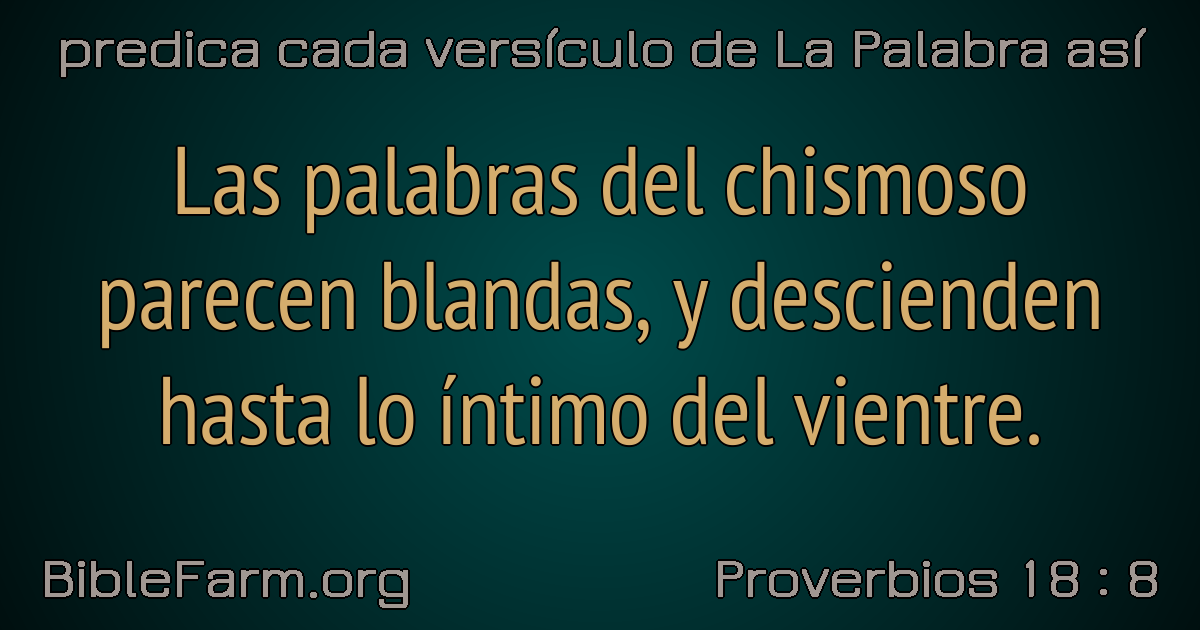 predica cada versículo de La Palabra así
Las palabras del chismoso
parecen blandas, y descienden
hasta lo íntimo del vientre.
BibleFarm.org
Proverbios 18 : 8